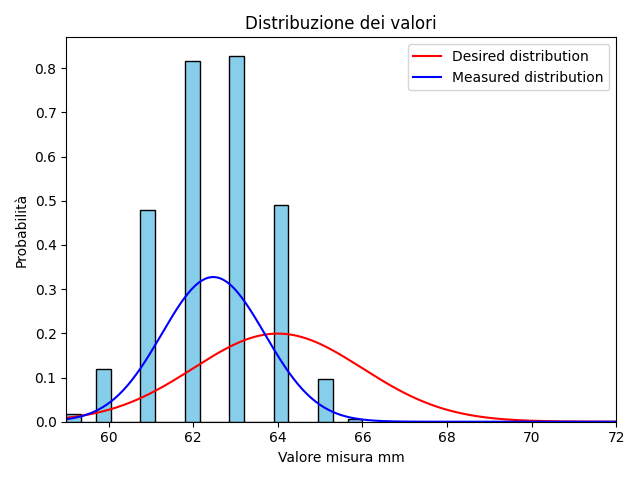 Distribuzione dei valori
Desired distribution
Measured distribution
Probabilità
0.8
0.7
0.6
0.5
0.4
0.3
0.2
0.1
0.0
60 62 64 66 68 70 72
Valore misura mm